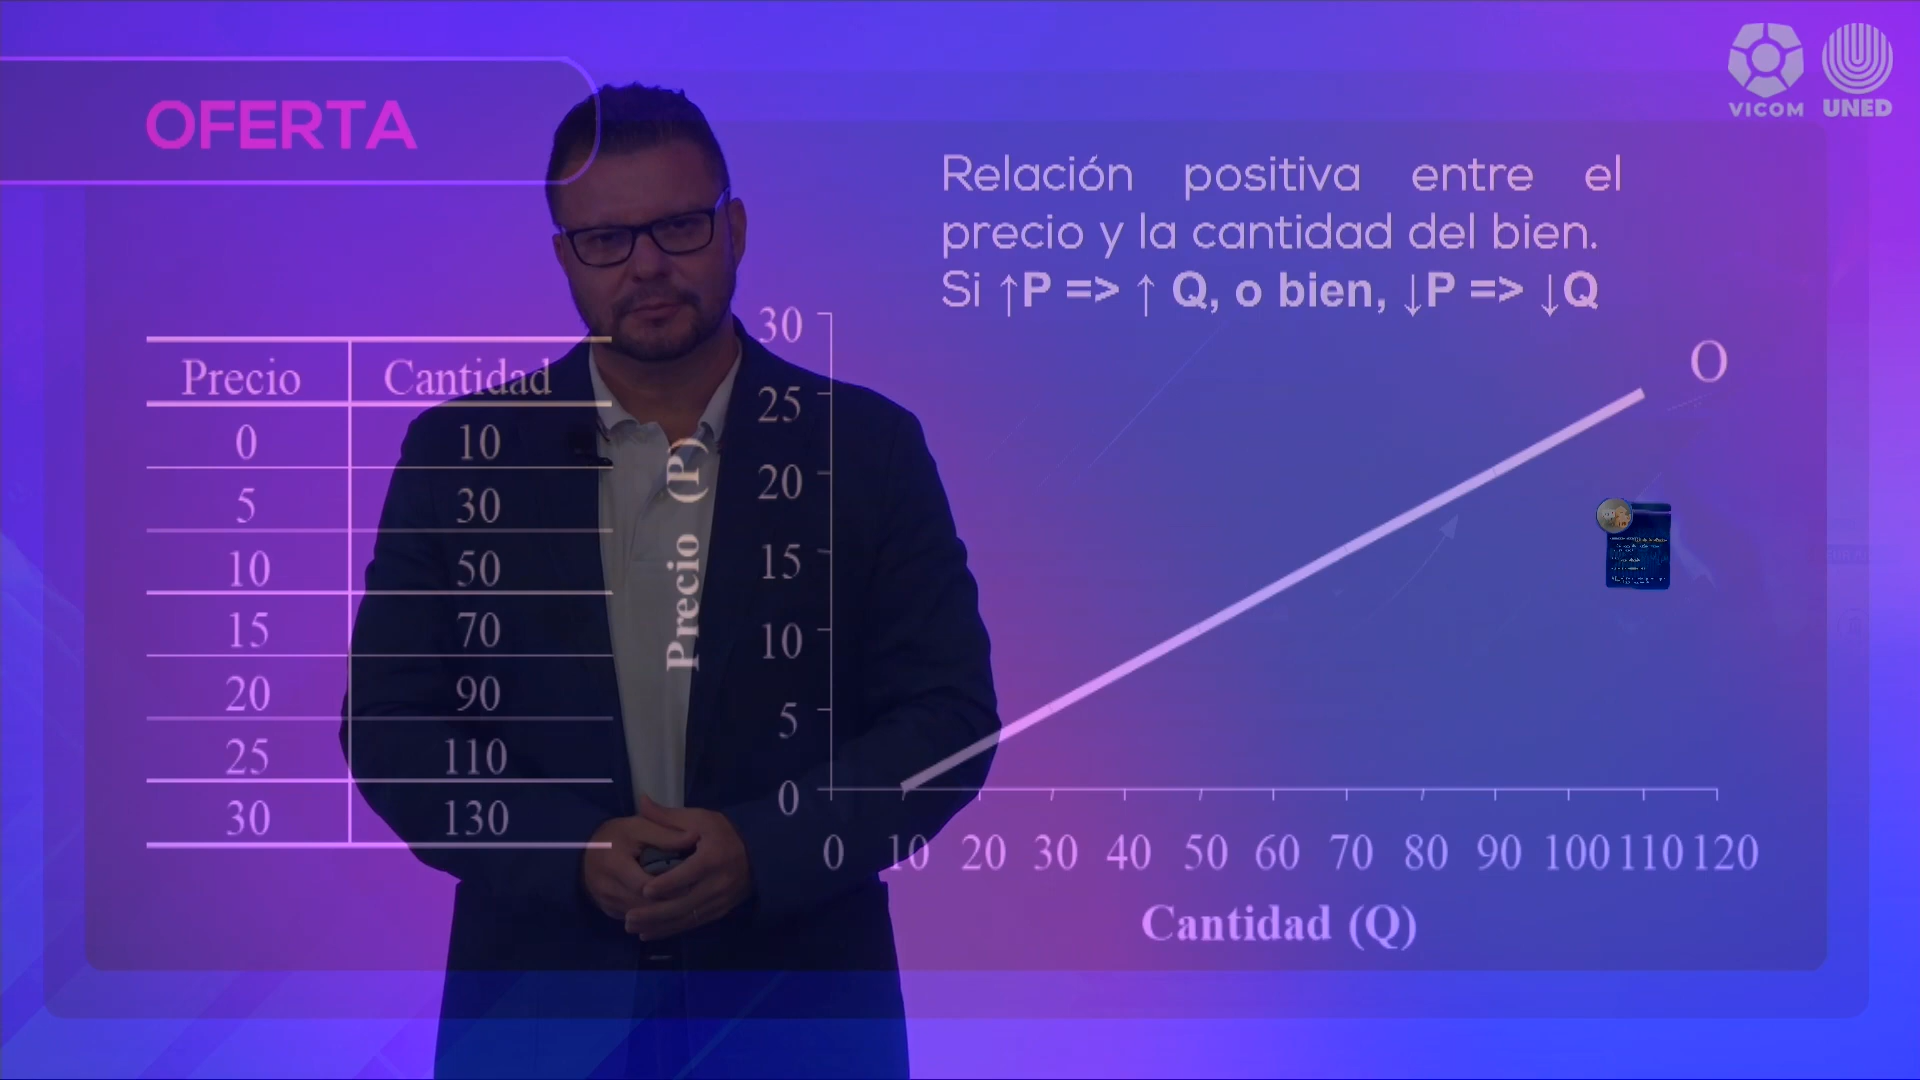 OFERTA
VICOM UNED
Relación positiva entre el
precio y la cantidad del bien.
Si ↑P => ↑ Q, o bien, ↓P => ↓Q
Precio Cantidad
0 10
5 30
10 50
15 70
20 90
25 110
30 130
Precio (P)
30
25
20
15
10
5
0
O
0 10 20 30 40 50 60 70 80 90 100 110 120
Cantidad (Q)